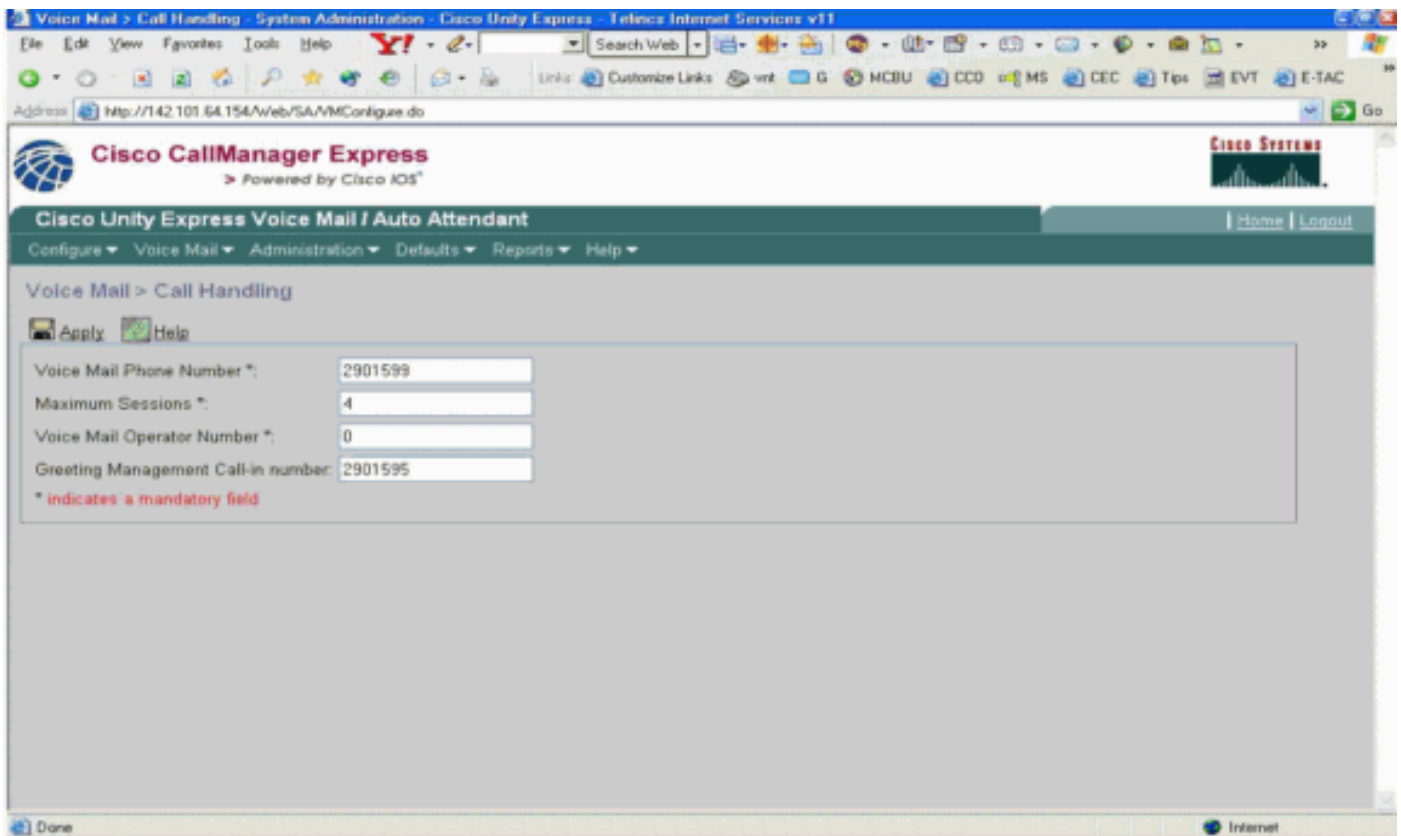 Voice Mail > Call Handling - System Administration - Cisco Unity Express - Telincs Internet Services v11
File Edit View Favorites Tools Help Y! Search Web »
Links Customize Links vnt G MCBU CCO MS CEC Tips EVT E-TAC »
Address http://142.101.64.154/Web/SA/VMConfigure.do Go
Cisco CallManager Express
> Powered by Cisco IOS
CISCO SYSTEMS
Cisco Unity Express Voice Mail / Auto Attendant
| Home | Logout
Configure Voice Mail Administration Defaults Reports Help
Voice Mail > Call Handling
Apply Help
Voice Mail Phone Number *: 2901599
Maximum Sessions *: 4
Voice Mail Operator Number *: 0
Greeting Management Call-in number: 2901595
* indicates a mandatory field
Done Internet